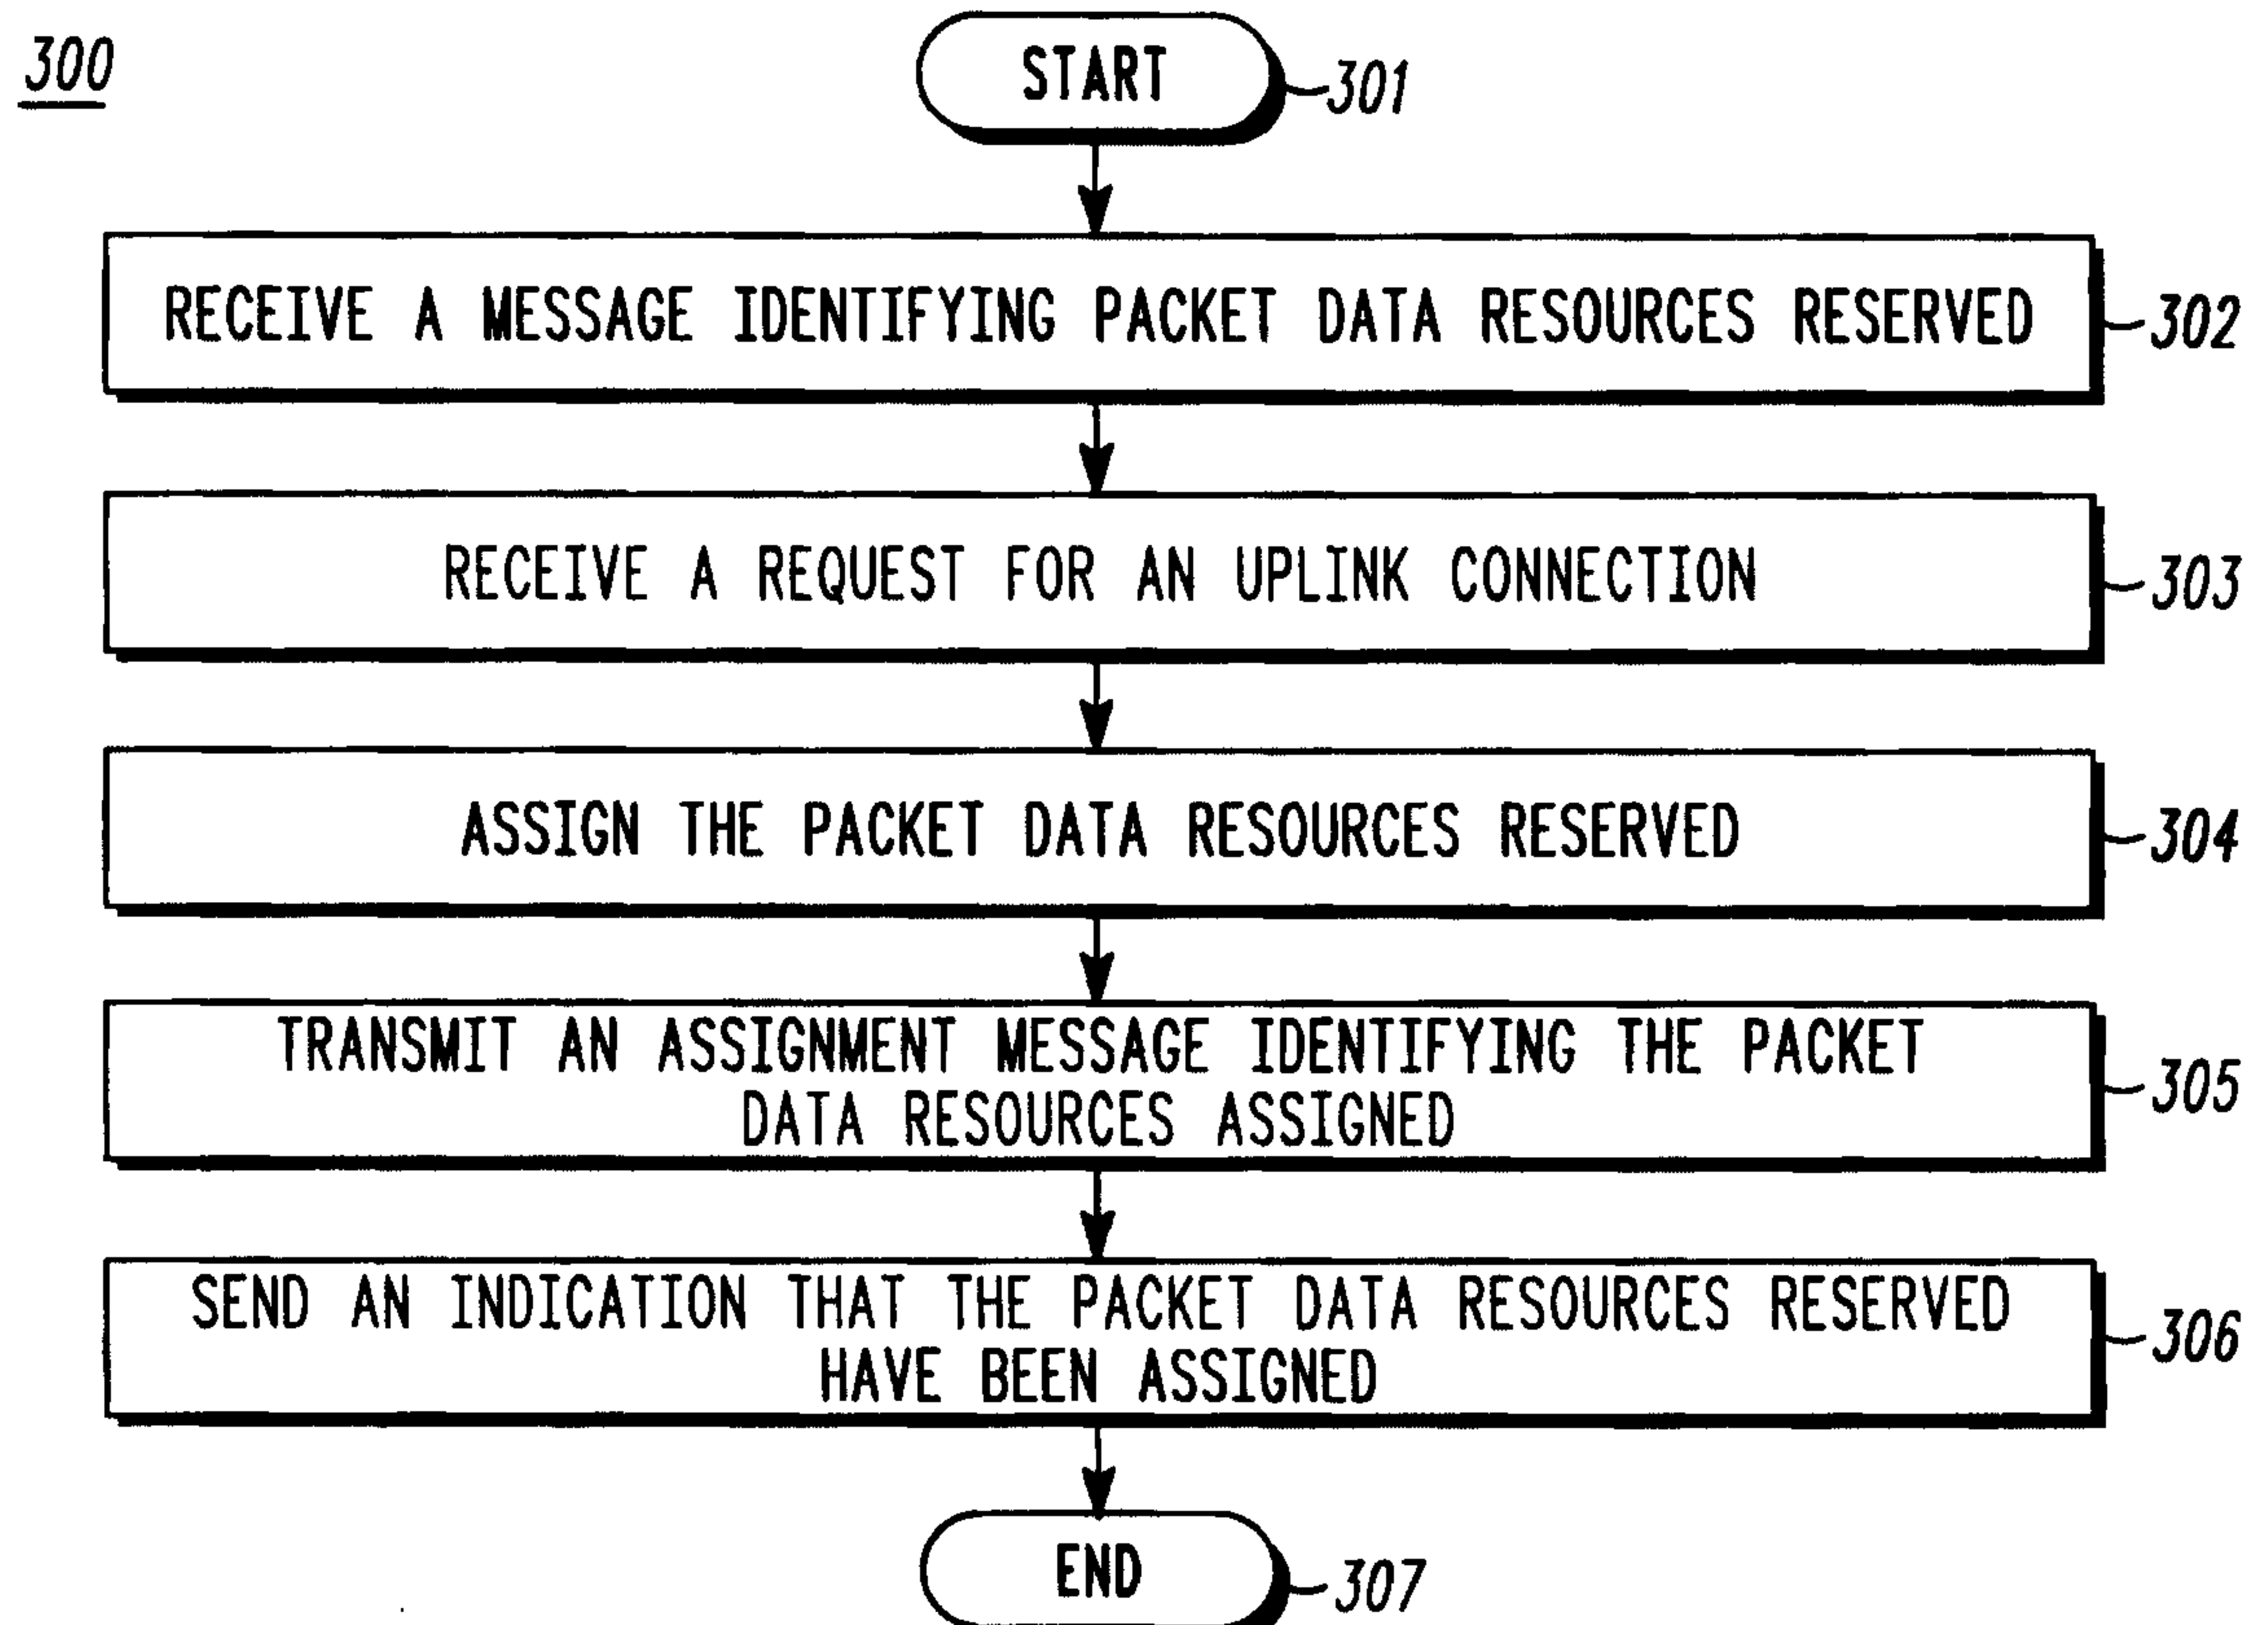 300
START
301
RECEIVE A MESSAGE IDENTIFYING PACKET DATA RESOURCES RESERVED
302
RECEIVE A REQUEST FOR AN UPLINK CONNECTION
303
ASSIGN THE PACKET DATA RESOURCES RESERVED
304
TRANSMIT AN ASSIGNMENT MESSAGE IDENTIFYING THE PACKET
DATA RESOURCES ASSIGNED
305
SEND AN INDICATION THAT THE PACKET DATA RESOURCES RESERVED
HAVE BEEN ASSIGNED
306
END
307